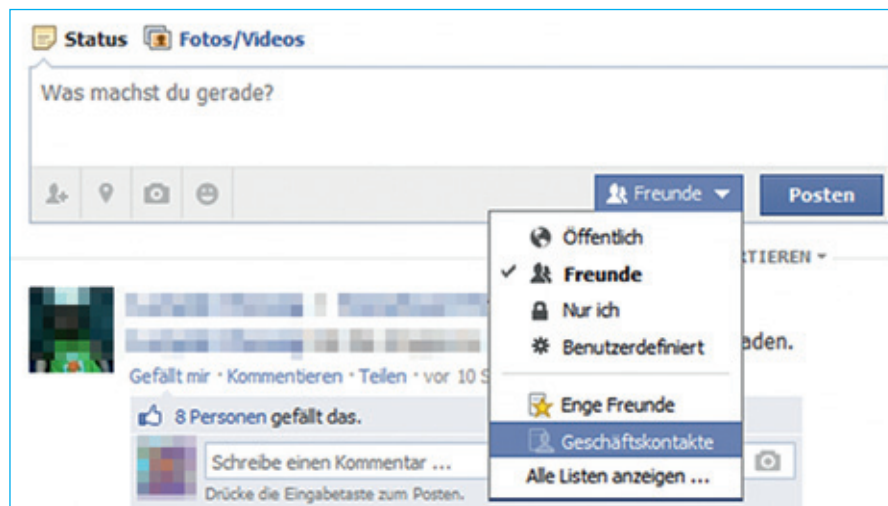 Status Fotos/Videos
Was machst du gerade?
Freunde Posten
Öffentlich
Freunde
Nur ich
Benutzerdefiniert
Gefällt mir · Kommentieren · Teilen · vor 10
Enge Freunde
8 Personen gefällt das.
Geschäftskontakte
Schreibe einen Kommentar ...
Alle Listen anzeigen ...
Drücke die Eingabetaste zum Posten.